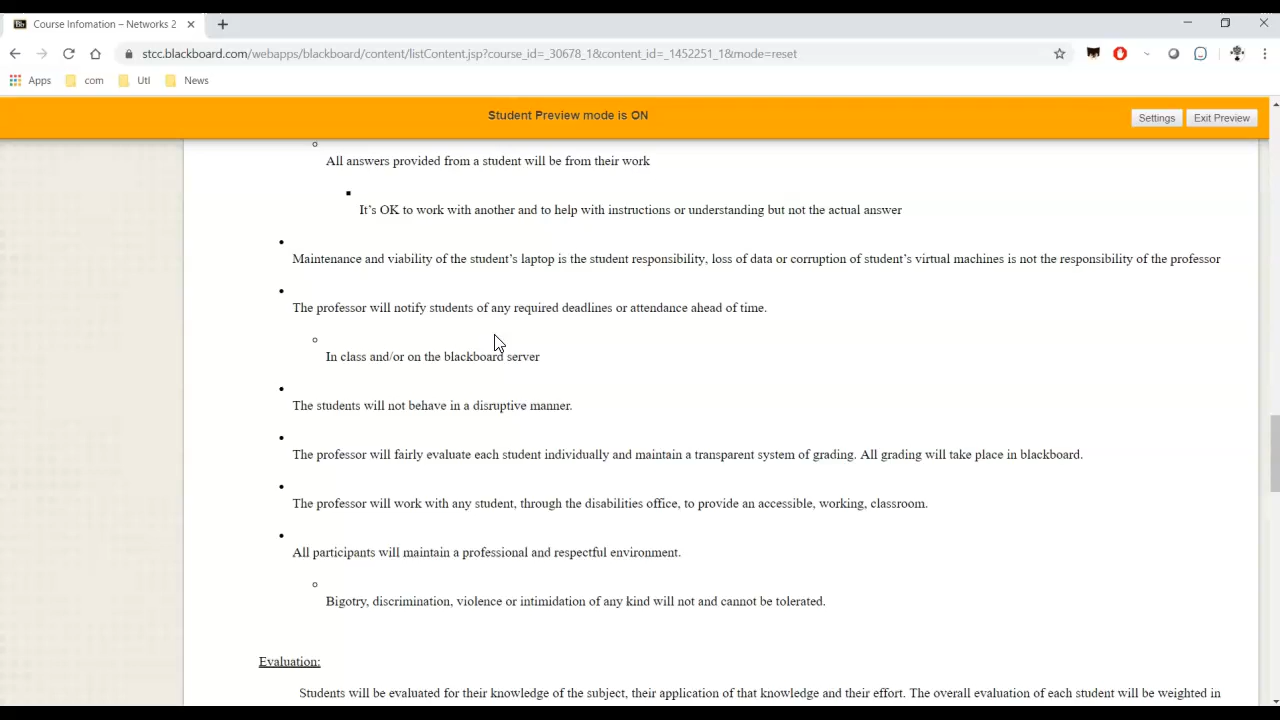 Course Infomation – Networks 2
stcc.blackboard.com/webapps/blackboard/content/listContent.jsp?course_id=_30678_1&content_id=_1452251_1&mode=reset
Apps com Utl News
Student Preview mode is ON
Settings Exit Preview
All answers provided from a student will be from their work
It's OK to work with another and to help with instructions or understanding but not the actual answer
Maintenance and viability of the student's laptop is the student responsibility, loss of data or corruption of student's virtual machines is not the responsibility of the professor
The professor will notify students of any required deadlines or attendance ahead of time.
In class and/or on the blackboard server
The students will not behave in a disruptive manner.
The professor will fairly evaluate each student individually and maintain a transparent system of grading. All grading will take place in blackboard.
The professor will work with any student, through the disabilities office, to provide an accessible, working, classroom.
All participants will maintain a professional and respectful environment.
Bigotry, discrimination, violence or intimidation of any kind will not and cannot be tolerated.
Evaluation:
Students will be evaluated for their knowledge of the subject, their application of that knowledge and their effort. The overall evaluation of each student will be weighted in